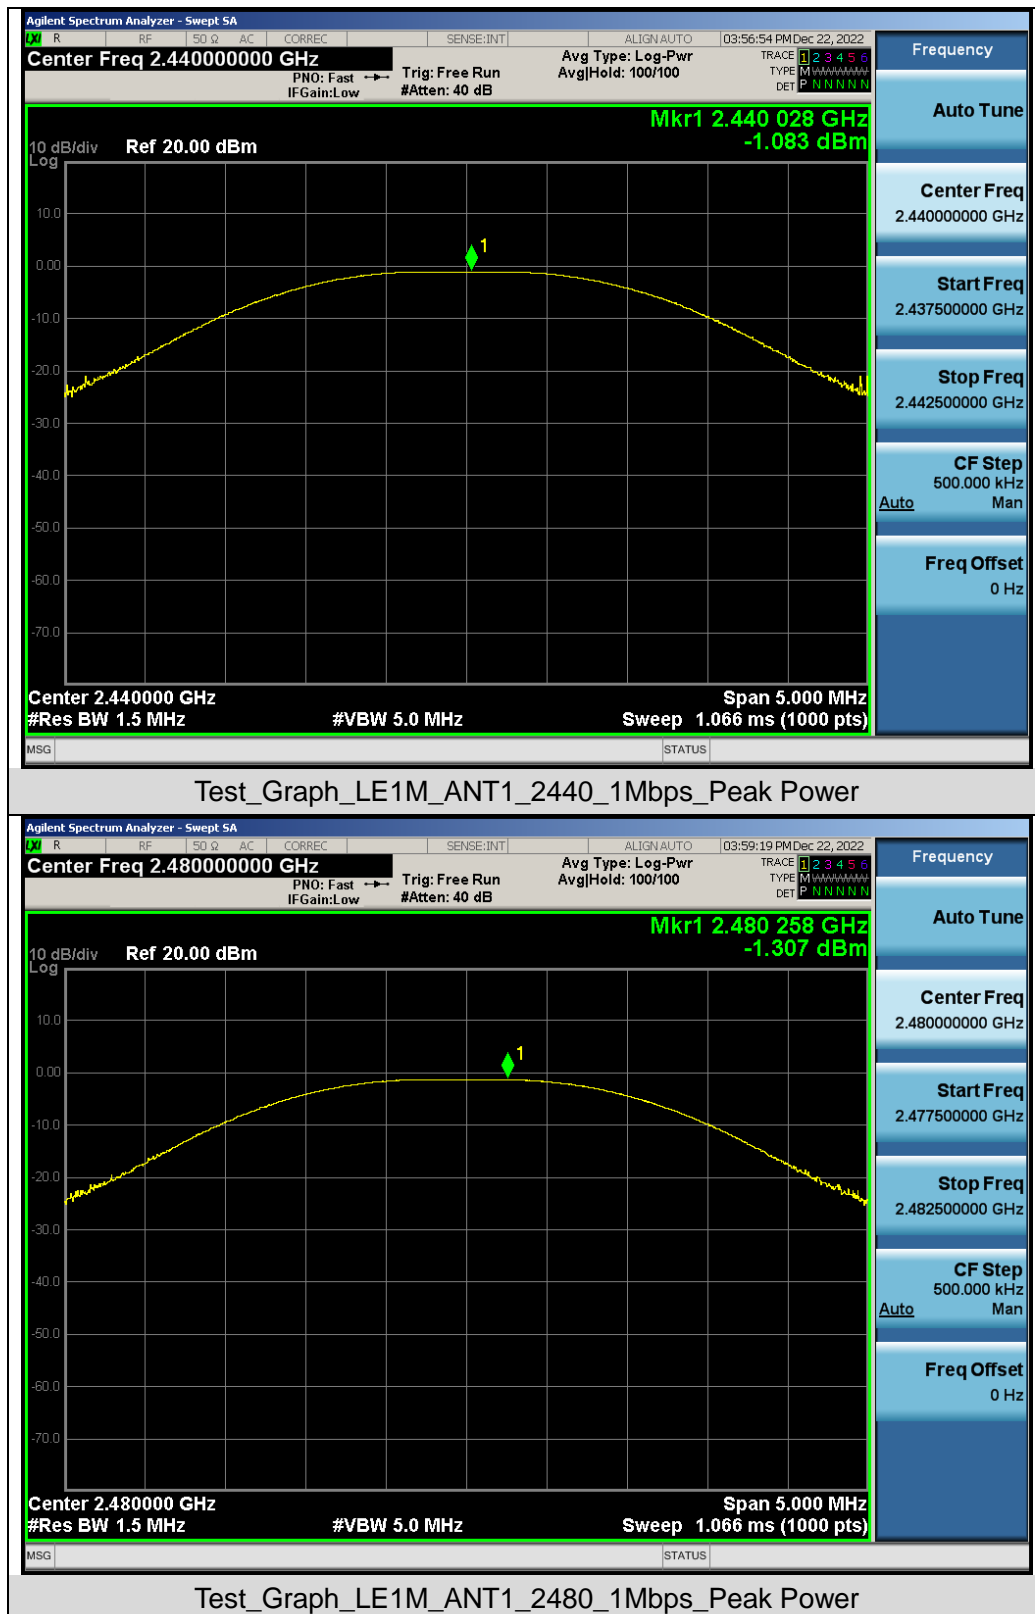 Agilent Spectrum Analyzer - Swept SA
LXI R RF 50 Ω AC CORREC SENSE:INT ALIGN AUTO 03:56:54 PM Dec 22, 2022
Center Freq 2.440000000 GHz
PNO: Fast
IFGain:Low
Trig: Free Run
#Atten: 40 dB
Avg Type: Log-Pwr
Avg|Hold: 100/100
TRACE 1 2 3 4 5 6
TYPE M WWWWW
DET P N N N N N
Frequency
Auto Tune
Center Freq
2.440000000 GHz
Start Freq
2.437500000 GHz
Stop Freq
2.442500000 GHz
CF Step
500.000 kHz
Auto Man
Freq Offset
0 Hz
Mkr1 2.440 028 GHz
-1.083 dBm
10 dB/div Ref 20.00 dBm
Log
10.0
1
0.00
-10.0
-20.0
-30.0
-40.0
-50.0
-60.0
-70.0
Center 2.440000 GHz Span 5.000 MHz
#Res BW 1.5 MHz #VBW 5.0 MHz Sweep 1.066 ms (1000 pts)
MSG STATUS
Test_Graph_LE1M_ANT1_2440_1Mbps_Peak Power
Agilent Spectrum Analyzer - Swept SA
LXI R RF 50 Ω AC CORREC SENSE:INT ALIGN AUTO 03:59:19 PM Dec 22, 2022
Center Freq 2.480000000 GHz
PNO: Fast
IFGain:Low
Trig: Free Run
#Atten: 40 dB
Avg Type: Log-Pwr
Avg|Hold: 100/100
TRACE 1 2 3 4 5 6
TYPE M WWWWW
DET P N N N N N
Frequency
Auto Tune
Center Freq
2.480000000 GHz
Start Freq
2.477500000 GHz
Stop Freq
2.482500000 GHz
CF Step
500.000 kHz
Auto Man
Freq Offset
0 Hz
Mkr1 2.480 258 GHz
-1.307 dBm
10 dB/div Ref 20.00 dBm
Log
10.0
1
0.00
-10.0
-20.0
-30.0
-40.0
-50.0
-60.0
-70.0
Center 2.480000 GHz Span 5.000 MHz
#Res BW 1.5 MHz #VBW 5.0 MHz Sweep 1.066 ms (1000 pts)
MSG STATUS
Test_Graph_LE1M_ANT1_2480_1Mbps_Peak Power